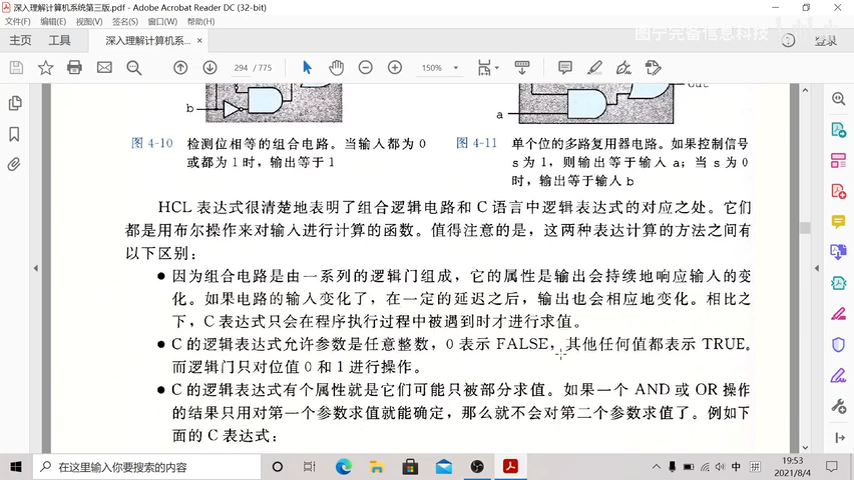 深入理解计算机系统第三版.pdf - Adobe Acrobat Reader DC (32-bit)
文件(F) 编辑(E) 视图(V) 签名(S) 窗口(W) 帮助(H)
图宁完备信息科技
主页 工具 深入理解计算机系... × 登录
294 / 775 150%
b
a
Out
图 4-10 检测位相等的组合电路。当输入都为 0
或都为 1 时，输出等于 1
图 4-11 单个位的多路复用器电路。如果控制信号
s 为 1，则输出等于输入 a；当 s 为 0
时，输出等于输入 b
HCL 表达式很清楚地表明了组合逻辑电路和 C 语言中逻辑表达式的对应之处。它们
都是用布尔操作来对输入进行计算的函数。值得注意的是，这两种表达计算的方法之间有
以下区别：
● 因为组合电路是由一系列的逻辑门组成，它的属性是输出会持续地响应输入的变
化。如果电路的输入变化了，在一定的延迟之后，输出也会相应地变化。相比之
下，C 表达式只会在程序执行过程中被遇到时才进行求值。
● C 的逻辑表达式允许参数是任意整数，0 表示 FALSE，其他任何值都表示 TRUE。
而逻辑门只对位值 0 和 1 进行操作。
● C 的逻辑表达式有个属性就是它们可能只被部分求值。如果一个 AND 或 OR 操作
的结果只用对第一个参数求值就能确定，那么就不会对第二个参数求值了。例如下
面的 C 表达式：
在这里输入你要搜索的内容
中 拼
19:53
2021/8/4